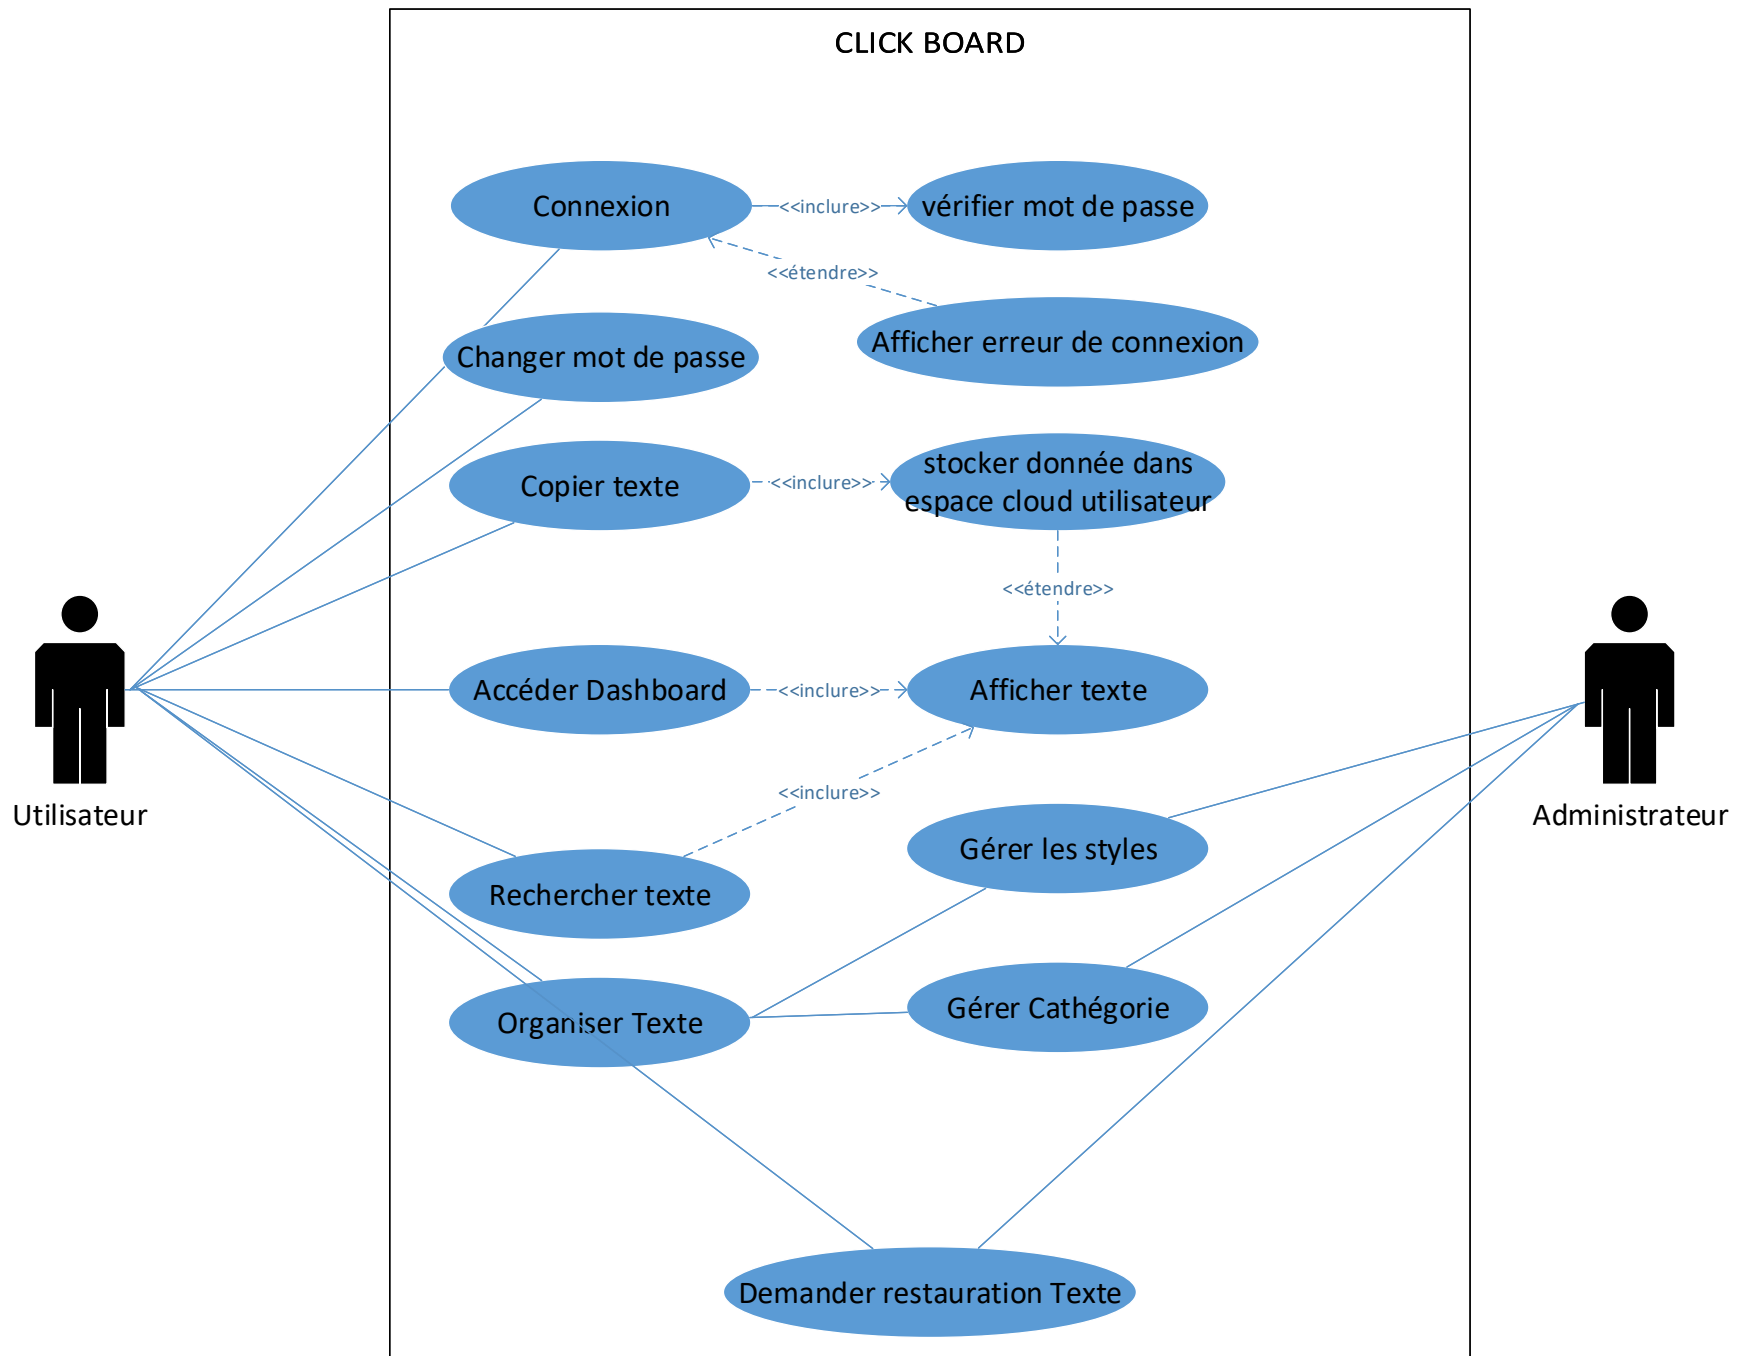 CLICK BOARD
Connexion
<<inclure>>
vérifier mot de passe
<<étendre>>
Changer mot de passe
Afficher erreur de connexion
Copier texte
<<inclure>>
stocker donnée dans
espace cloud utilisateur
<<étendre>>
Accéder Dashboard
<<inclure>>
Afficher texte
<<inclure>>
Utilisateur
Administrateur
Gérer les styles
Rechercher texte
Gérer Cathégorie
Organiser Texte
Demander restauration Texte